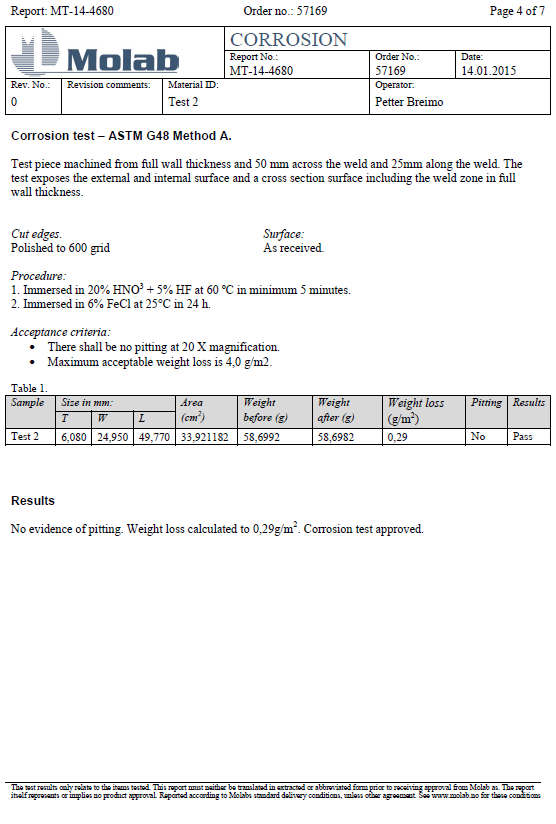 Report: MT-14-4680 Order no.: 57169 Page 4 of 7
Molab
CORROSION
Report No.: Order No.: Date:
MT-14-4680 57169 14.01.2015
Rev. No.: Revision comments: Material ID: Operator:
0 Test 2 Petter Breimo
Corrosion test – ASTM G48 Method A.
Test piece machined from full wall thickness and 50 mm across the weld and 25mm along the weld. The
test exposes the external and internal surface and a cross section surface including the weld zone in full
wall thickness.
Cut edges. Surface:
Polished to 600 grid As received.
Procedure:
1. Immersed in 20% HNO³ + 5% HF at 60 °C in minimum 5 minutes.
2. Immersed in 6% FeCl at 25°C in 24 h.
Acceptance criteria:
• There shall be no pitting at 20 X magnification.
• Maximum acceptable weight loss is 4,0 g/m2.
Table 1.
Sample Size in mm: Area Weight Weight Weight loss Pitting Results
T W L (cm²) before (g) after (g) (g/m²)
Test 2 6,080 24,950 49,770 33,921182 58,6992 58,6982 0,29 No Pass
Results
No evidence of pitting. Weight loss calculated to 0,29g/m². Corrosion test approved.
The test results only relate to the items tested. This report must neither be translated in extracted or abbreviated form prior to receiving approval from Molab as. The report
itself represents or implies no product approval. Reported according to Molabs standard delivery conditions, unless other agreement. See www.molab.no for these conditions